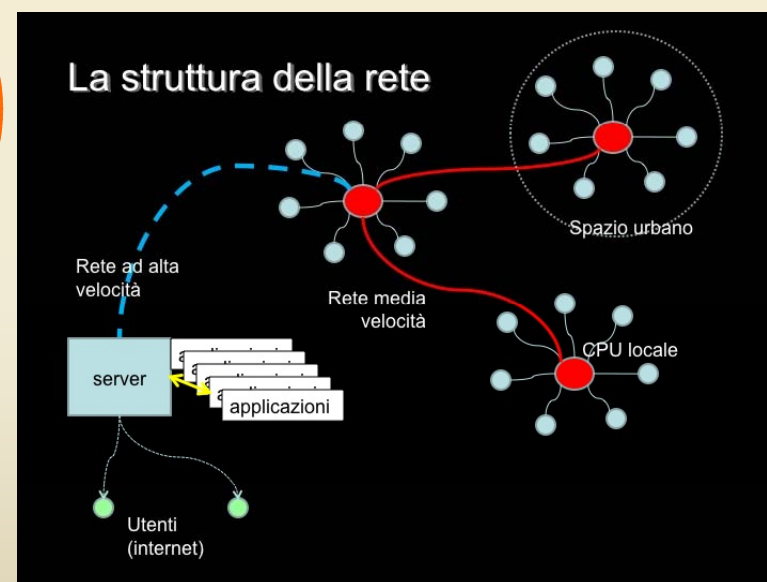 La struttura della rete
Spazio urbano
Rete ad alta
velocità
Rete media
velocità
CPU locale
server
applicazioni
Utenti
(internet)